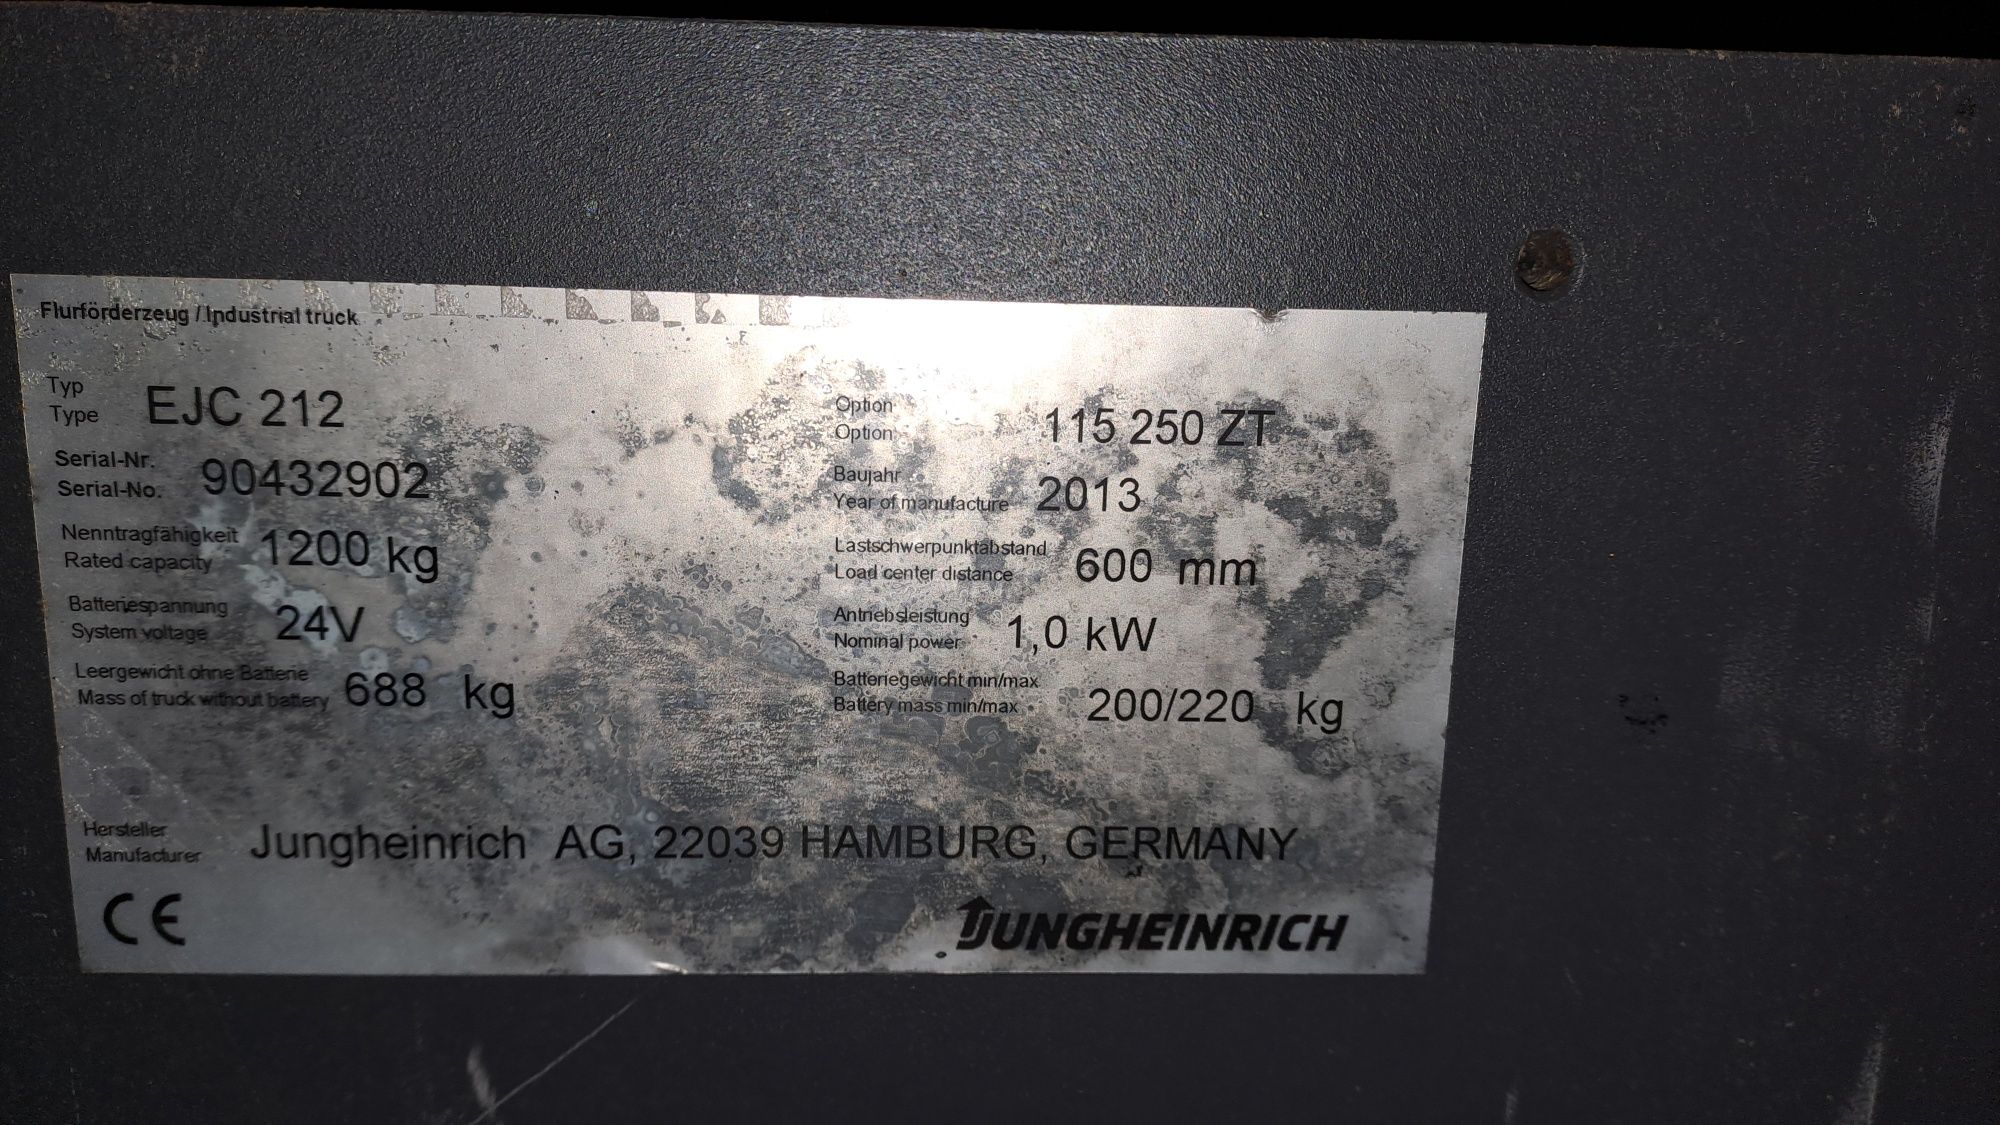 Flurförderzeug / Industrial truck
Typ
Type EJC 212
Option
Option 115 250 ZT
Serial-Nr.
Serial-No. 90432902
Baujahr
Year of manufacture 2013
Nenntragfähigkeit
Rated capacity 1200 kg
Lastschwerpunktabstand
Load center distance 600 mm
Batteriespannung
System voltage 24V
Antriebsleistung
Nominal power 1,0 kW
Leergewicht ohne Batterie
Mass of truck without battery 688 kg
Batteriegewicht min/max
Battery mass min/max 200/220 kg
Hersteller
Manufacturer Jungheinrich AG, 22039 HAMBURG, GERMANY
CE
JUNGHEINRICH